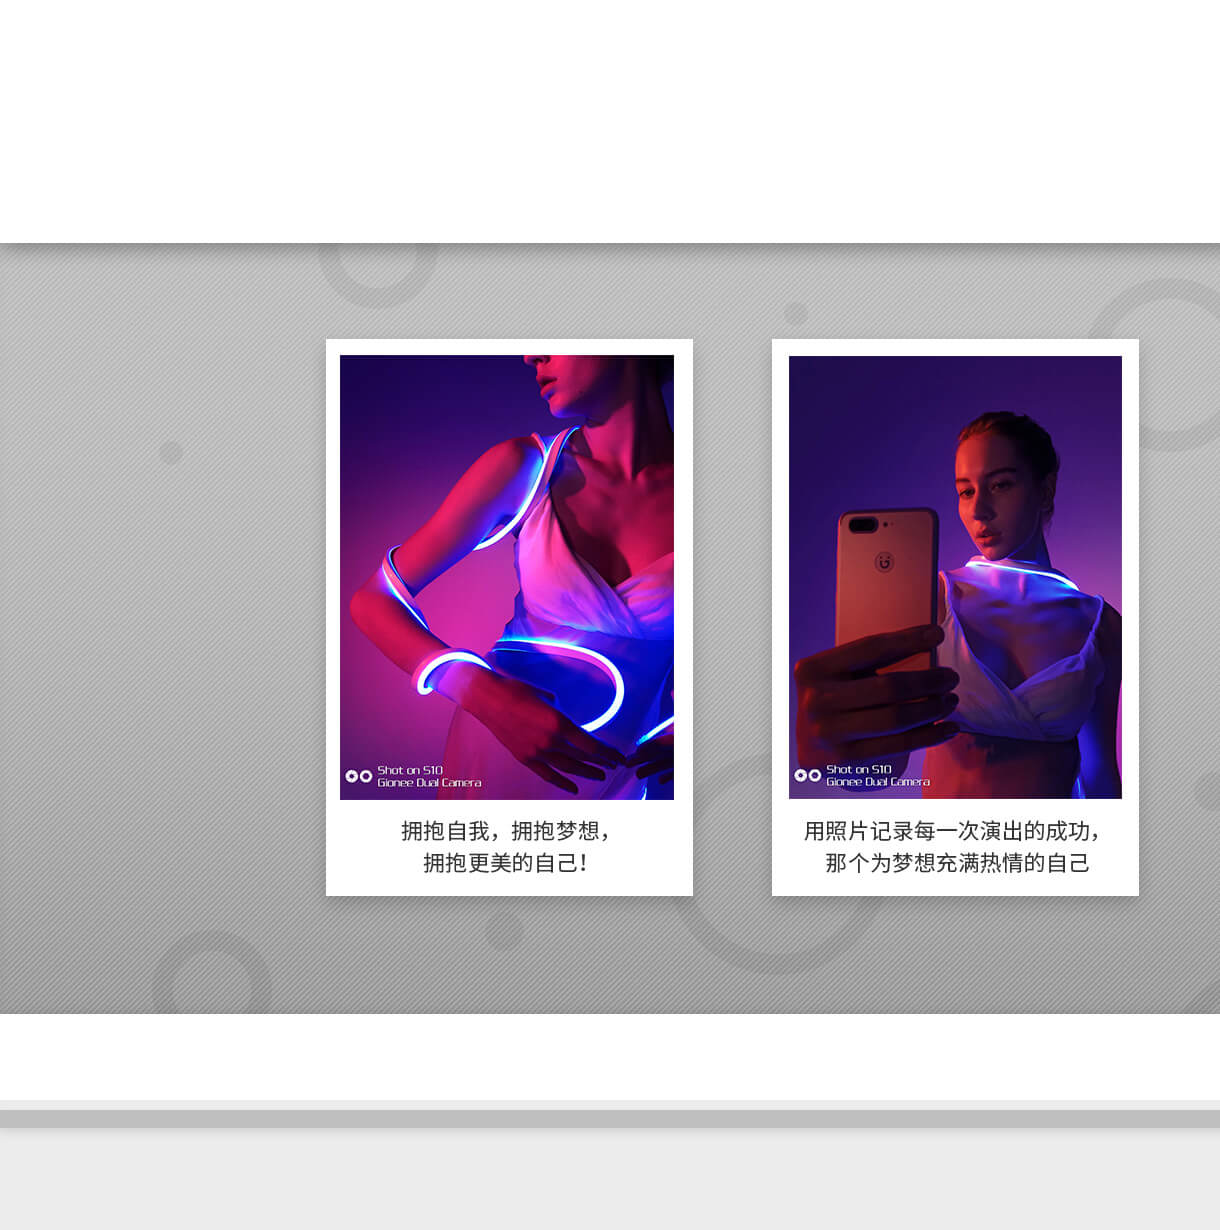 Shot on S10
Gionee Dual Camera
拥抱自我，拥抱梦想，
拥抱更美的自己！
Shot on S10
Gionee Dual Camera
用照片记录每一次演出的成功，
那个为梦想充满热情的自己